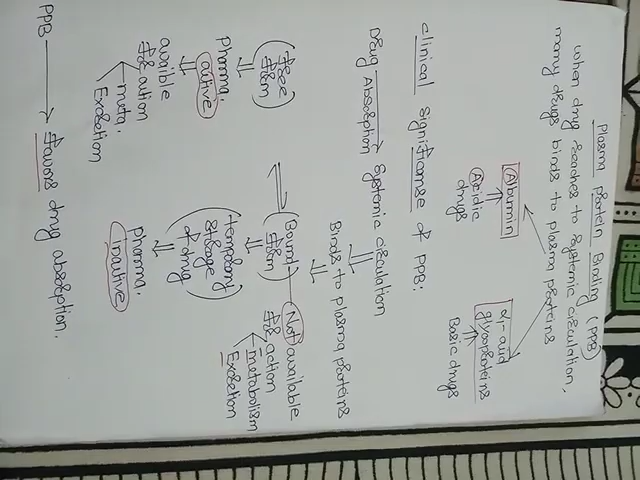 Plasma protein Binding (PPB)
when drug reaches to systemic circulation,
many drugs binds to plasma proteins
Albumin
Acidic
drugs
α1-acid
glycoproteins
Basic drugs
clinical significance of PPB:
Drug Absorption → Systemic circulation
Binds to plasma proteins
(free form) ⇌ (Bound form)
Pharma. active
avaible for action
meta.
Excretion
Not available for action
metabolism
Excretion
(temporary storage of drug)
Pharma. inactive
PPB → favors drug absorption.